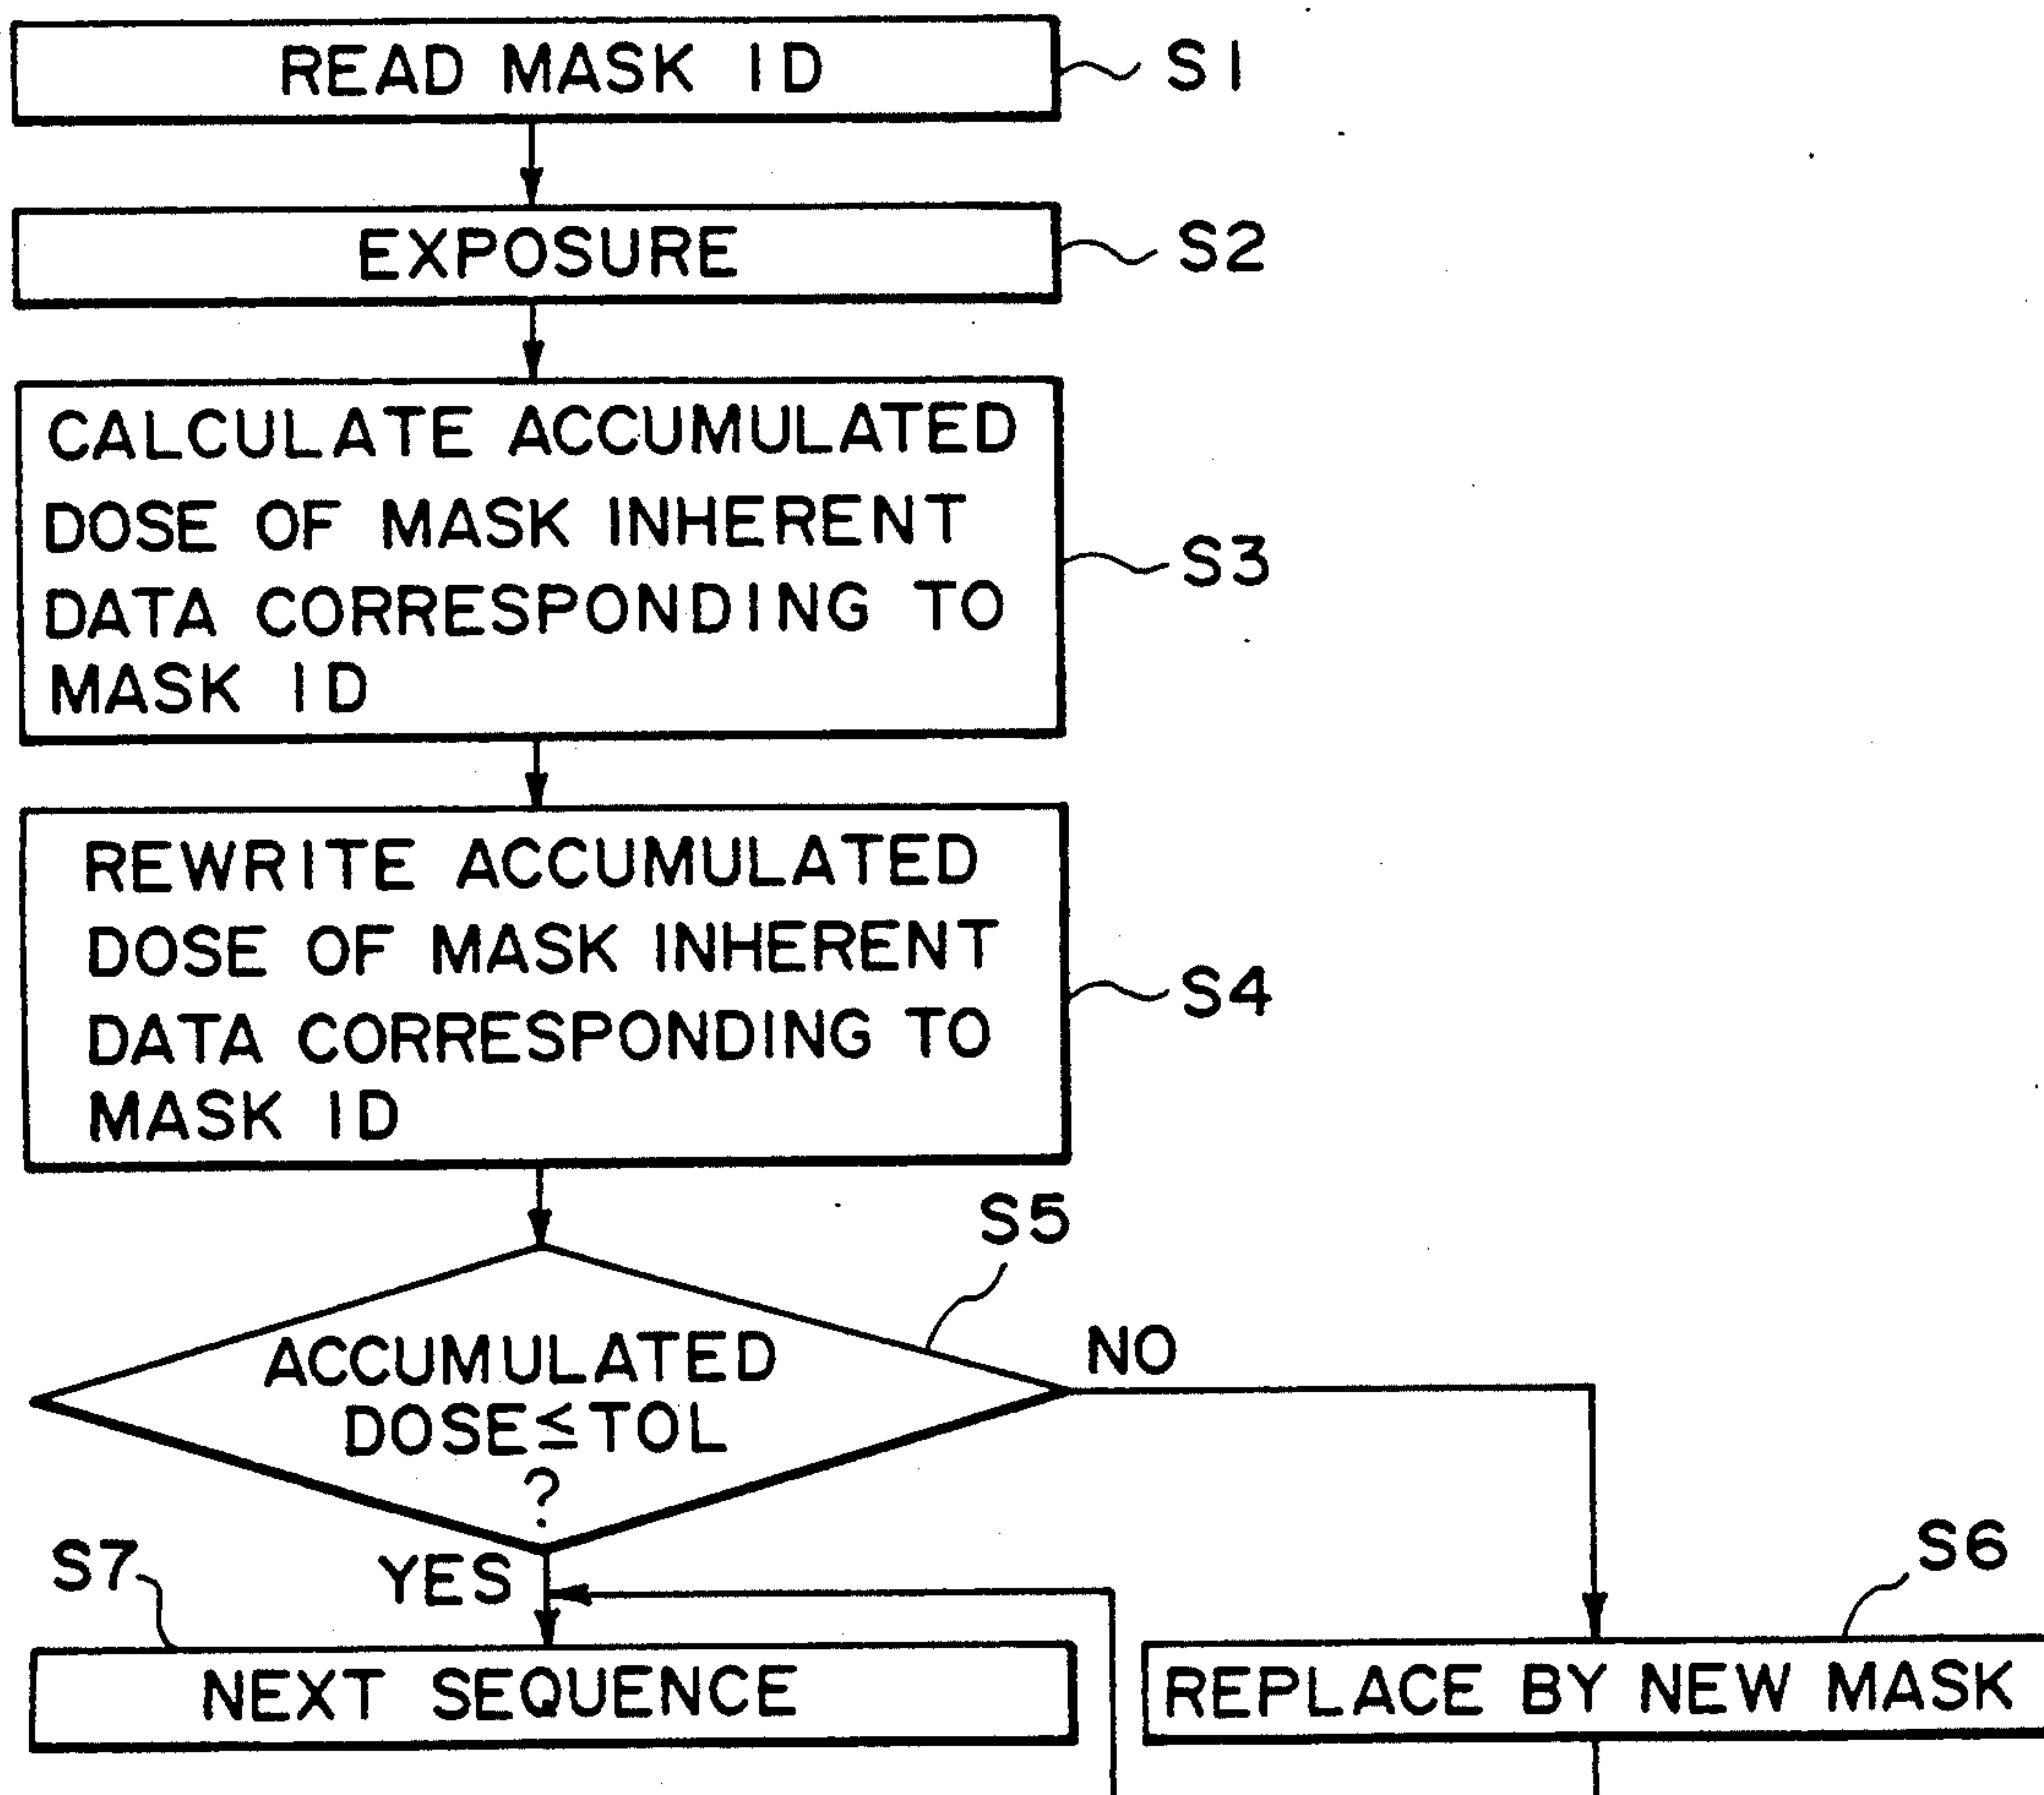 READ MASK ID
S1
EXPOSURE
S2
CALCULATE ACCUMULATED
DOSE OF MASK INHERENT
DATA CORRESPONDING TO
MASK ID
S3
REWRITE ACCUMULATED
DOSE OF MASK INHERENT
DATA CORRESPONDING TO
MASK ID
S4
S5
ACCUMULATED
DOSE≦TOL
?
NO
YES
S7
NEXT SEQUENCE
S6
REPLACE BY NEW MASK